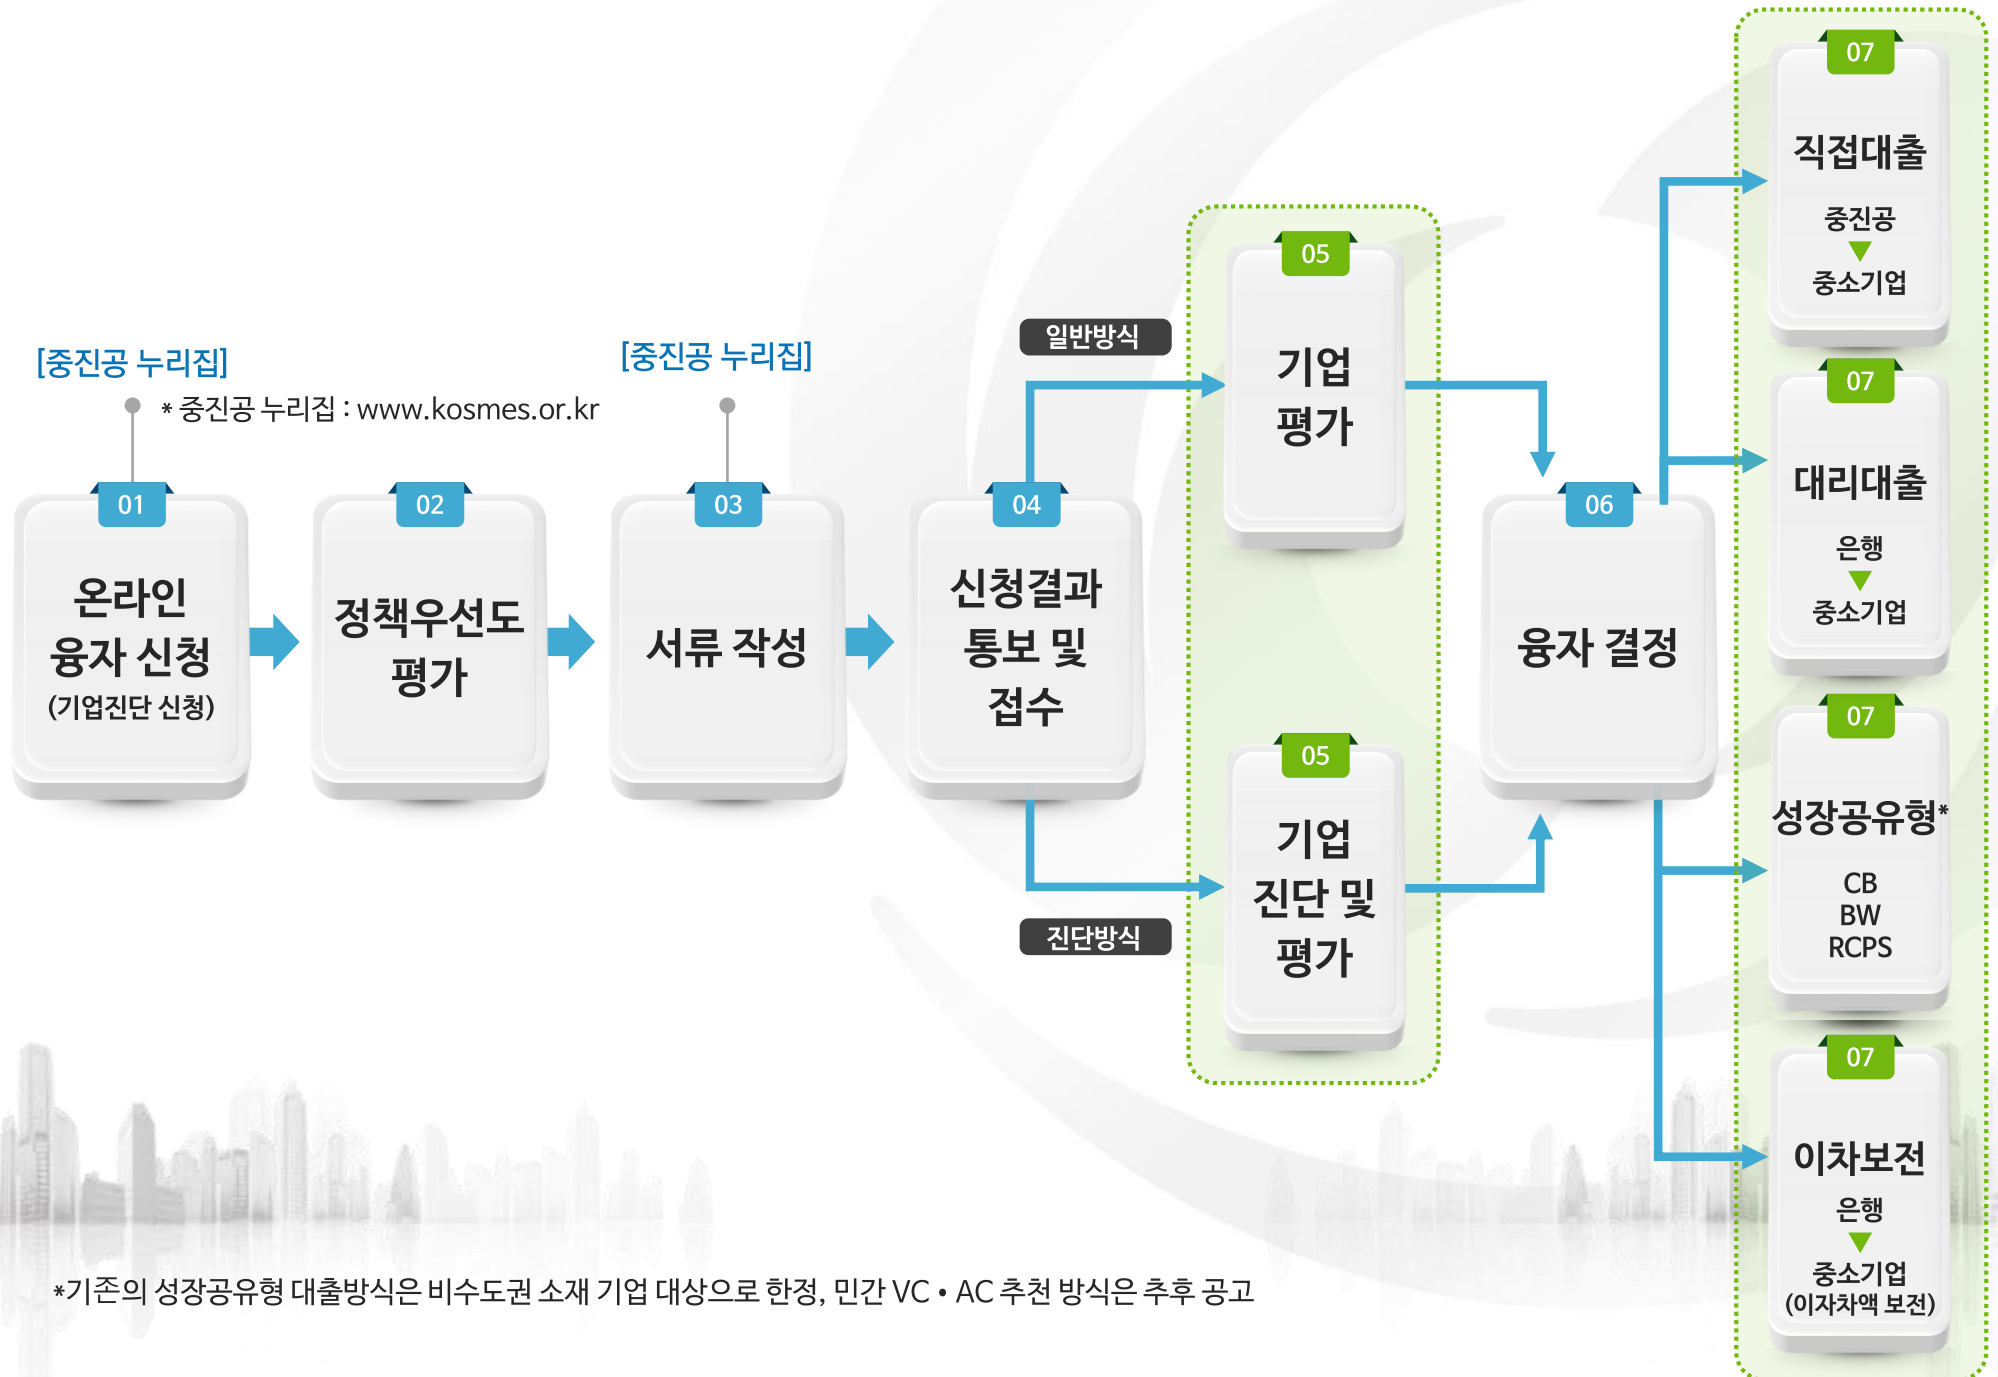 [중진공 누리집]
* 중진공 누리집 : www.kosmes.or.kr
01
온라인
융자 신청
(기업진단 신청)
02
정책우선도
평가
[중진공 누리집]
03
서류 작성
04
신청결과
통보 및
접수
일반방식
05
기업
평가
진단방식
05
기업
진단 및
평가
06
융자 결정
07
직접대출
중진공
중소기업
07
대리대출
은행
중소기업
07
성장공유형*
CB
BW
RCPS
07
이차보전
은행
중소기업
(이자차액 보전)
*기존의 성장공유형 대출방식은 비수도권 소재 기업 대상으로 한정, 민간 VC • AC 추천 방식은 추후 공고